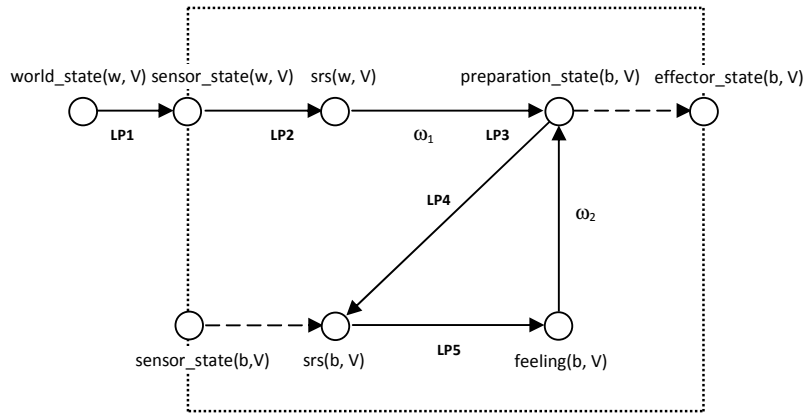 world_state(w, V) sensor_state(w, V) srs(w, V) preparation_state(b, V) effector_state(b, V)
LP1 LP2 ω1 LP3
LP4
ω2
LP5
sensor_state(b,V) srs(b, V) feeling(b, V)